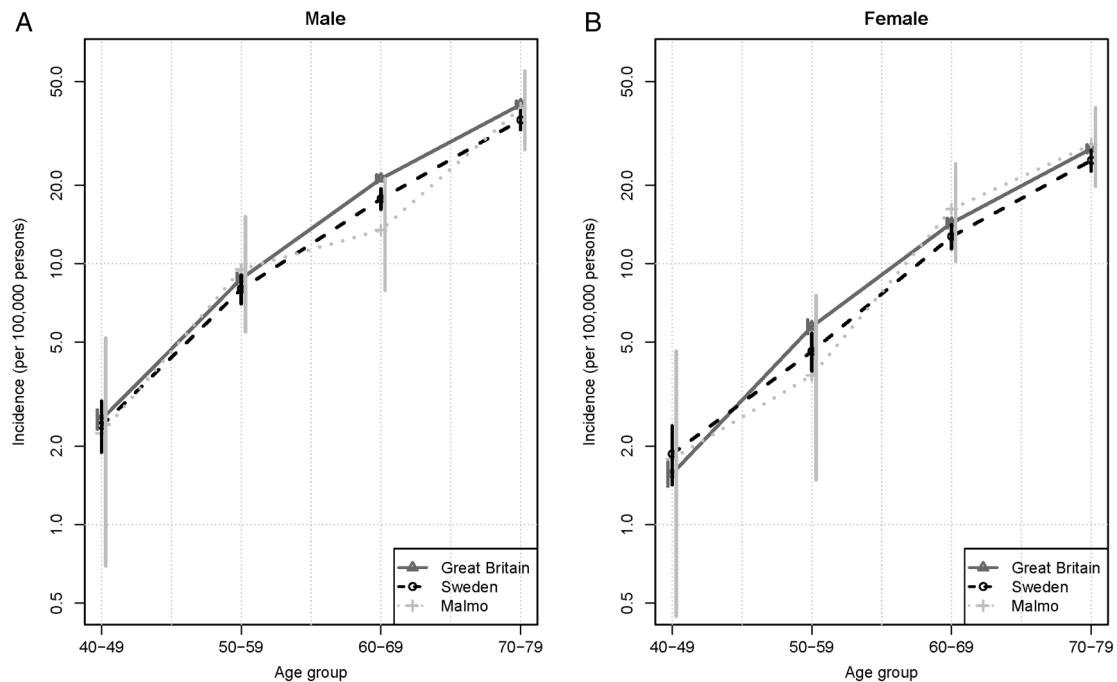 A
Male
Incidence (per 100,000 persons)
50.0
20.0
10.0
5.0
2.0
1.0
0.5
40−49
50−59
60−69
70−79
Age group
Great Britain
Sweden
Malmo
B
Female
Incidence (per 100,000 persons)
50.0
20.0
10.0
5.0
2.0
1.0
0.5
40−49
50−59
60−69
70−79
Age group
Great Britain
Sweden
Malmo